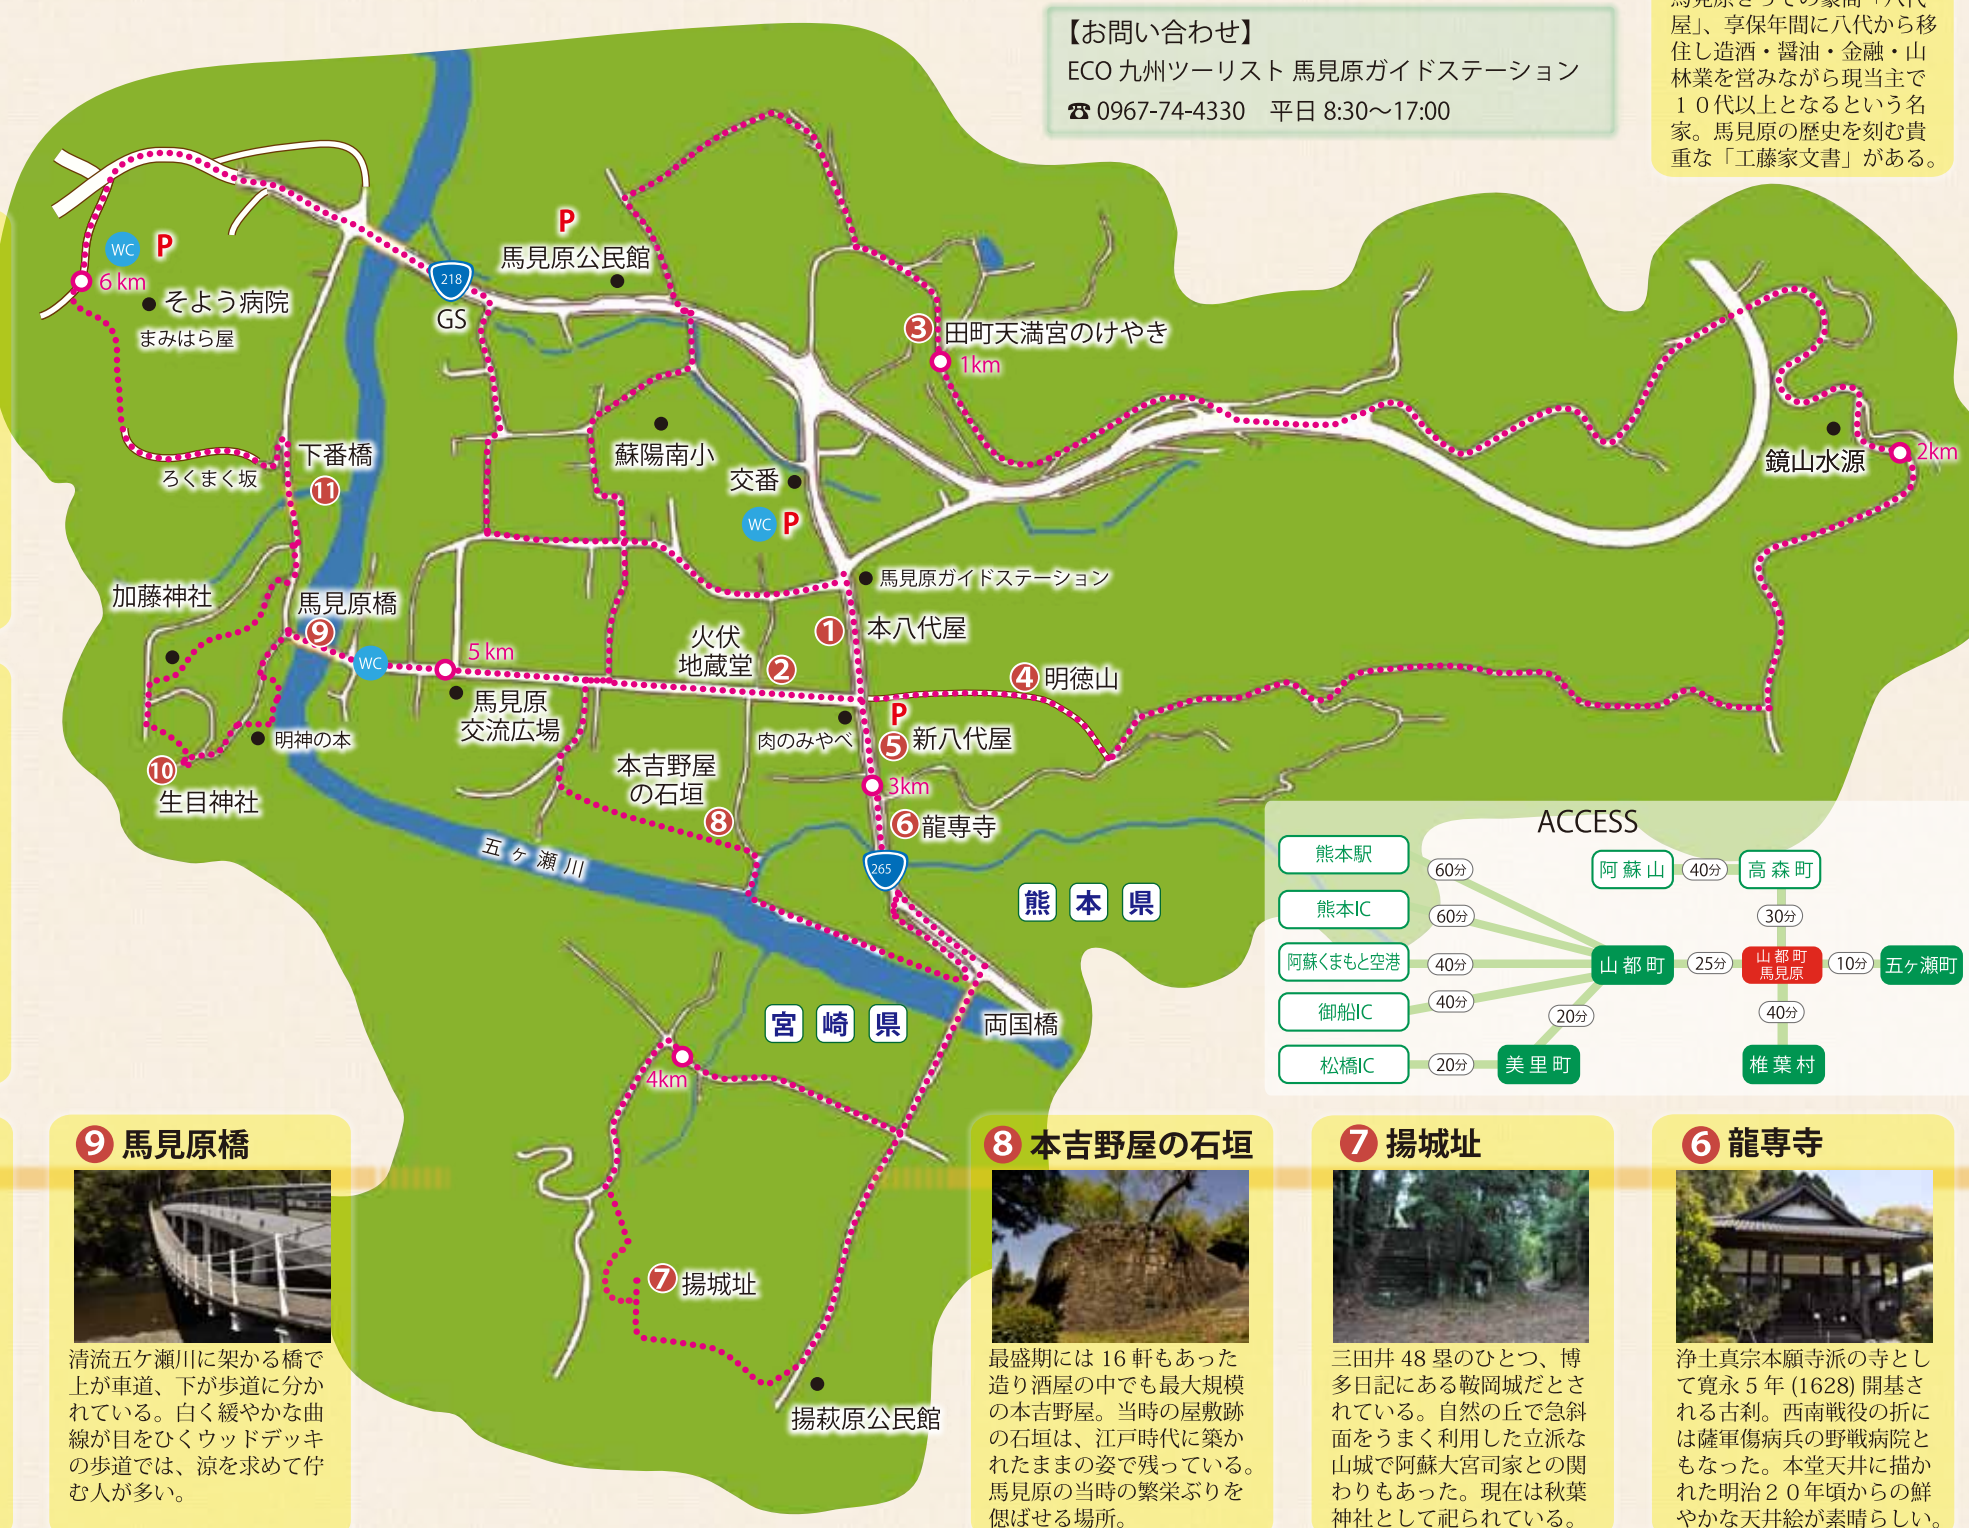 【お問い合わせ】
ECO 九州ツーリスト 馬見原ガイドステーション
☎ 0967-74-4330　平日 8:30～17:00
屋」、享保年間に八代から移
住し造酒・醤油・金融・山
林業を営みながら現当主で
１０代以上となるという名
家。馬見原の歴史を刻む貴
重な「工藤家文書」がある。
WC P
6 km
そよう病院
まみはら屋
218
GS
P
馬見原公民館
3 田町天満宮のけやき
1km
鏡山水源
2km
下番橋
11
ろくまく坂
蘇陽南小
交番
WC P
馬見原ガイドステーション
加藤神社
馬見原橋
9
WC
5 km
馬見原
交流広場
火伏
地蔵堂 2
1 本八代屋
4 明徳山
P
肉のみやべ
5 新八代屋
3km
明神の本
10
生目神社
本吉野屋
の石垣
8
6 龍専寺
265
五ヶ瀬川
熊本県
宮崎県
両国橋
4km
7 揚城址
揚萩原公民館
ACCESS
熊本駅
60分
熊本IC
60分
阿蘇くまもと空港
40分
御船IC
40分
松橋IC
20分
美里町
20分
山都町
25分
山都町
馬見原
10分
五ヶ瀬町
阿蘇山
40分
高森町
30分
40分
椎葉村
9 馬見原橋
清流五ケ瀬川に架かる橋で
上が車道、下が歩道に分か
れている。白く緩やかな曲
線が目をひくウッドデッキ
の歩道では、涼を求めて佇
む人が多い。
8 本吉野屋の石垣
最盛期には 16 軒もあった
造り酒屋の中でも最大規模
の本吉野屋。当時の屋敷跡
の石垣は、江戸時代に築か
れたままの姿で残っている。
馬見原の当時の繁栄ぶりを
偲ばせる場所。
7 揚城址
三田井 48 塁のひとつ、博
多日記にある鞍岡城だとさ
れている。自然の丘で急斜
面をうまく利用した立派な
山城で阿蘇大宮司家との関
わりもあった。現在は秋葉
神社として祀られている。
6 龍専寺
浄土真宗本願寺派の寺とし
て寛永 5 年 (1628) 開基さ
れる古刹。西南戦役の折に
は薩軍傷病兵の野戦病院と
もなった。本堂天井に描か
れた明治２０年頃からの鮮
やかな天井絵が素晴らしい。